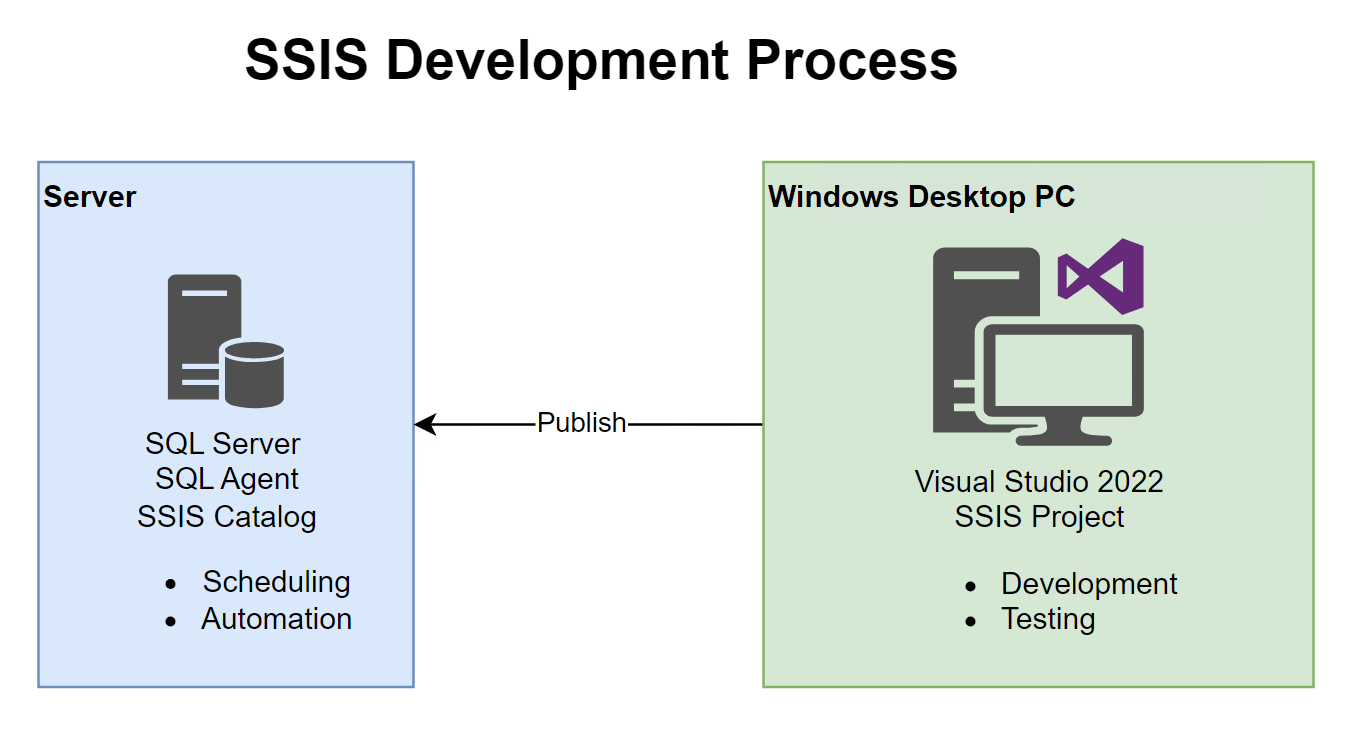 SSIS Development Process
Server
SQL Server
SQL Agent
SSIS Catalog
• Scheduling
• Automation
Publish
Windows Desktop PC
Visual Studio 2022
SSIS Project
• Development
• Testing